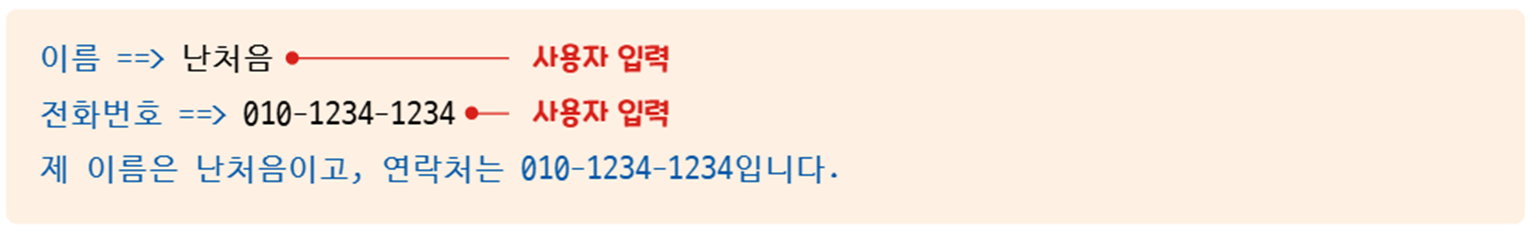 이름 ==> 난처음 사용자 입력
전화번호 ==> 010-1234-1234 사용자 입력
제 이름은 난처음이고, 연락처는 010-1234-1234입니다.